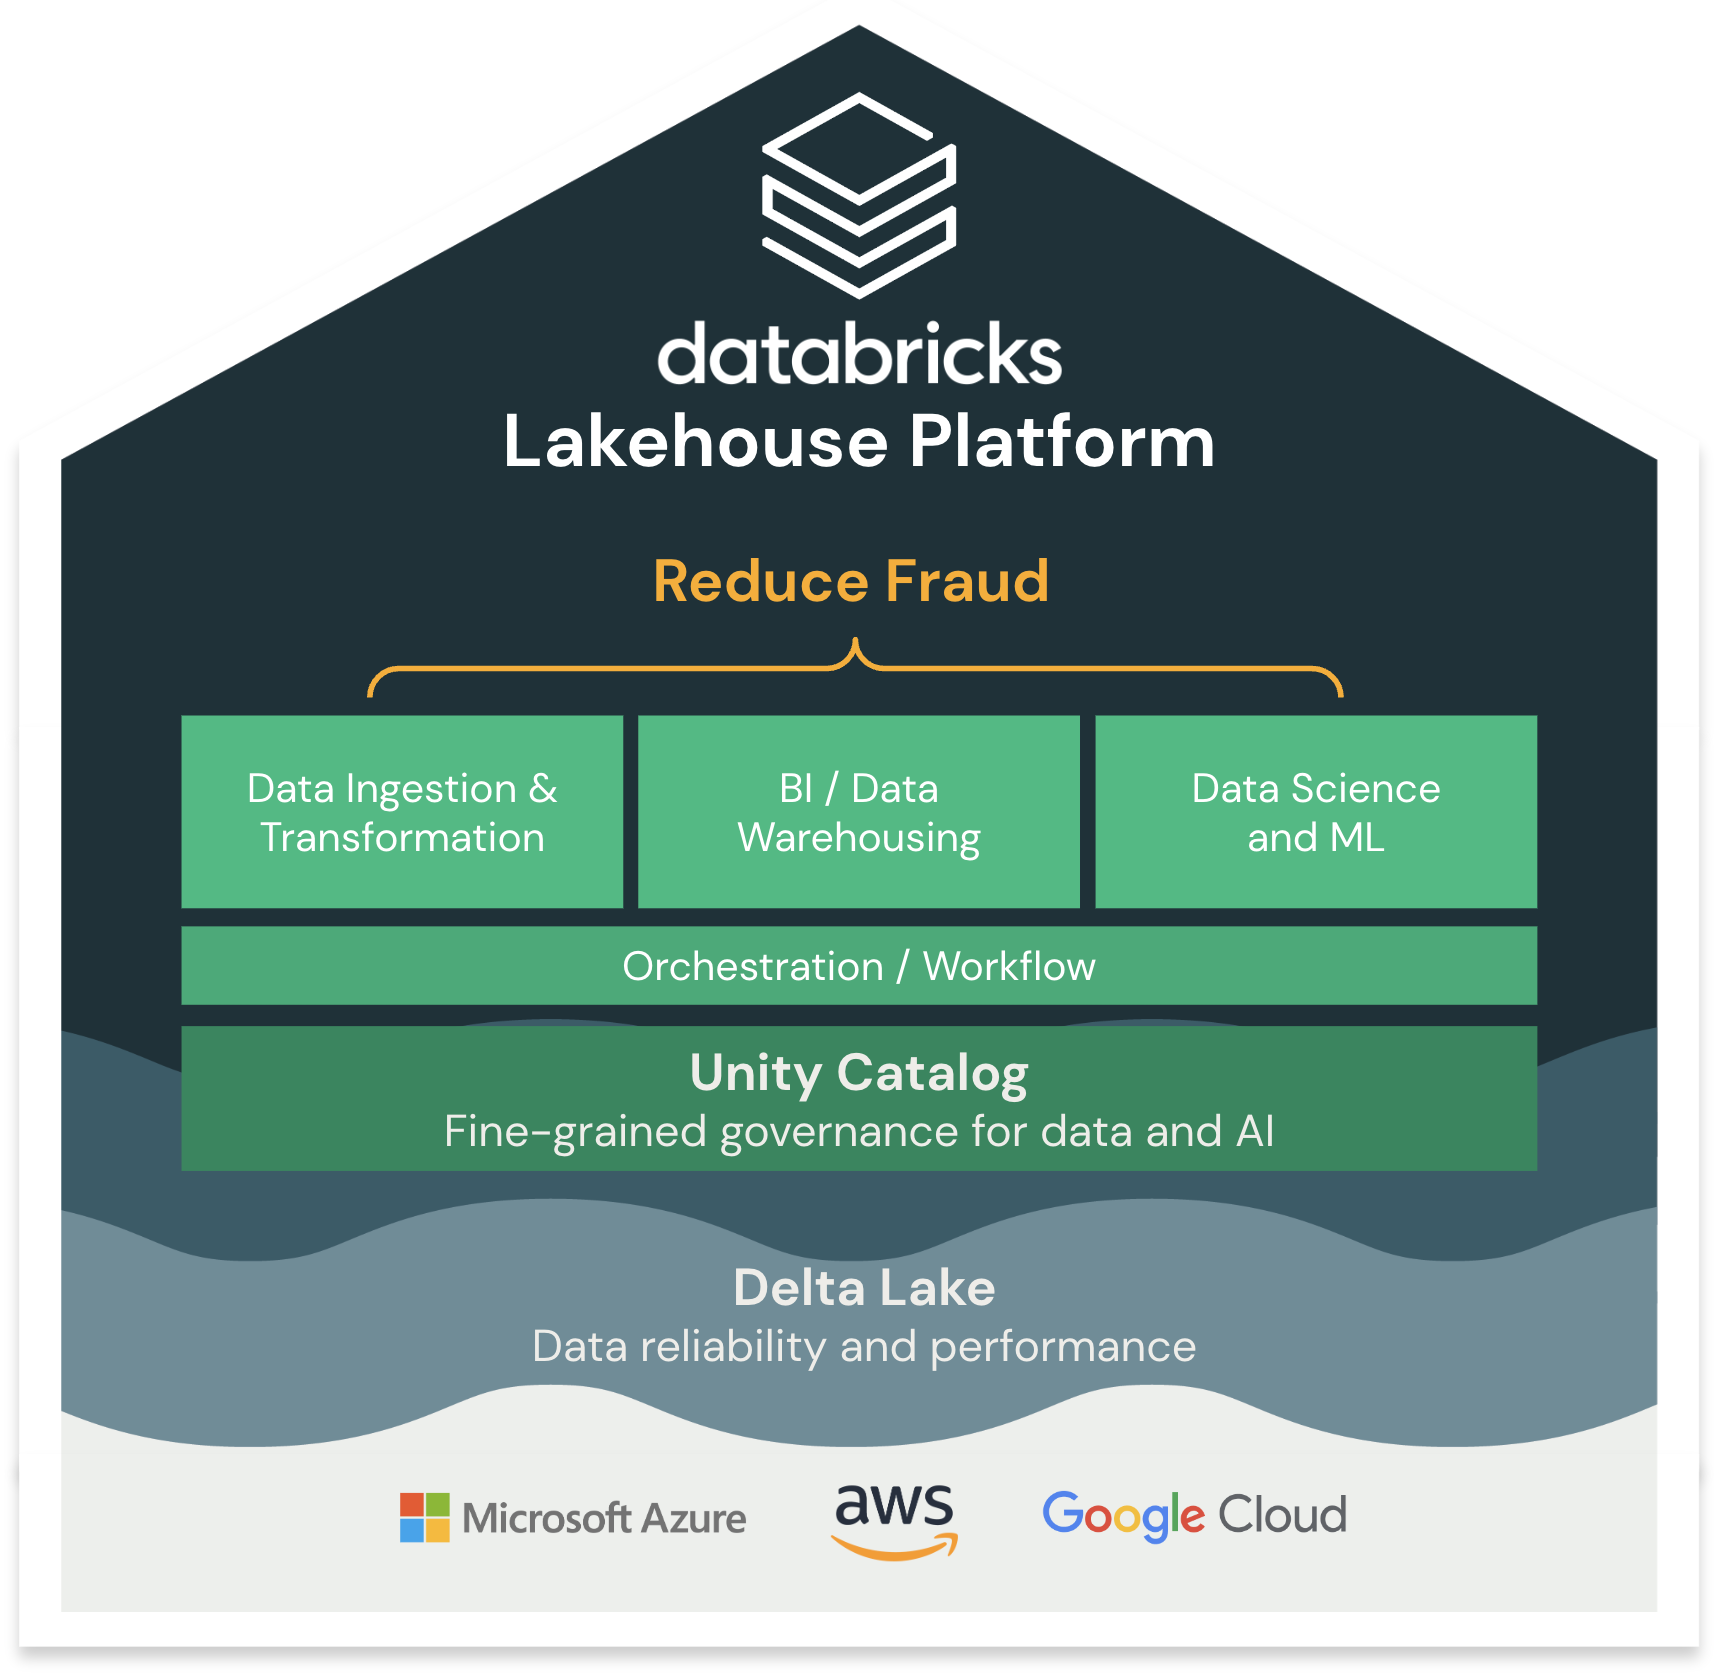 databricks
Lakehouse Platform
Reduce Fraud
Data Ingestion &
Transformation
BI / Data
Warehousing
Data Science
and ML
Orchestration / Workflow
Unity Catalog
Fine-grained governance for data and AI
Delta Lake
Data reliability and performance
Microsoft Azure
aws
Google Cloud